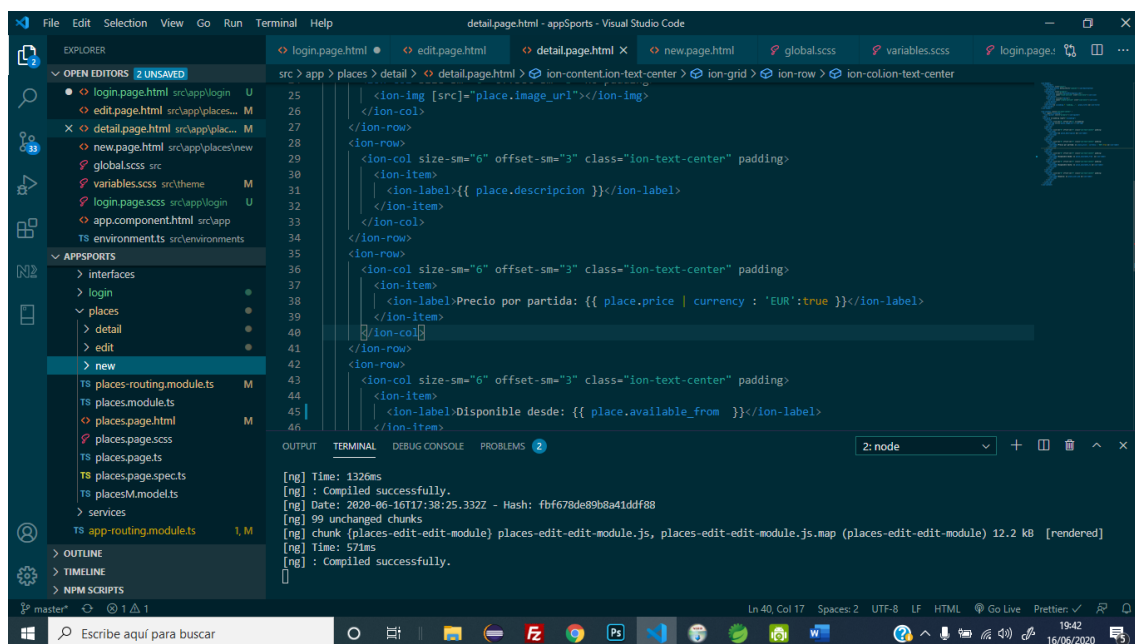 File Edit Selection View Go Run Terminal Help detail.page.html - appSports - Visual Studio Code
EXPLORER
login.page.html edit.page.html detail.page.html new.page.html global.scss variables.scss login.page.s
OPEN EDITORS 2 UNSAVED
src > app > places > detail > detail.page.html > ion-content.ion-text-center > ion-grid > ion-row > ion-col.ion-text-center
login.page.html src\app\login U
edit.page.html src\app\places... M
detail.page.html src\app\plac... M
new.page.html src\app\places\new
global.scss src
variables.scss src\theme M
login.page.scss src\app\login U
app.component.html src\app
TS environment.ts src\environments
APPSPORTS
interfaces
login
places
detail
edit
new
TS places-routing.module.ts M
TS places.module.ts
places.page.html M
places.page.scss
TS places.page.ts
TS places.page.spec.ts
TS placesM.model.ts
services
TS app-routing.module.ts 1, M
OUTLINE
TIMELINE
NPM SCRIPTS
2
33
N2
25 <ion-img [src]="place.image_url"></ion-img>
26 </ion-col>
27 </ion-row>
28 <ion-row>
29 <ion-col size-sm="6" offset-sm="3" class="ion-text-center" padding>
30 <ion-item>
31 <ion-label>{{ place.descripcion }}</ion-label>
32 </ion-item>
33 </ion-col>
34 </ion-row>
35 <ion-row>
36 <ion-col size-sm="6" offset-sm="3" class="ion-text-center" padding>
37 <ion-item>
38 <ion-label>Precio por partida: {{ place.price | currency : 'EUR':true }}</ion-label>
39 </ion-item>
40 </ion-col>
41 </ion-row>
42 <ion-row>
43 <ion-col size-sm="6" offset-sm="3" class="ion-text-center" padding>
44 <ion-item>
45 <ion-label>Disponible desde: {{ place.available_from  }}</ion-label>
46 </ion-item>
OUTPUT TERMINAL DEBUG CONSOLE PROBLEMS 2 2: node
[ng] Time: 1326ms
[ng] : Compiled successfully.
[ng] Date: 2020-06-16T17:38:25.332Z - Hash: fbf678de89b8a41ddf88
[ng] 99 unchanged chunks
[ng] chunk {places-edit-edit-module} places-edit-edit-module.js, places-edit-edit-module.js.map (places-edit-edit-module) 12.2 kB  [rendered]
[ng] Time: 571ms
[ng] : Compiled successfully.
master* 1 1 Ln 40, Col 17 Spaces: 2 UTF-8 LF HTML Go Live Prettier: ✓
Escribe aquí para buscar
Ps
19:42
16/06/2020
5